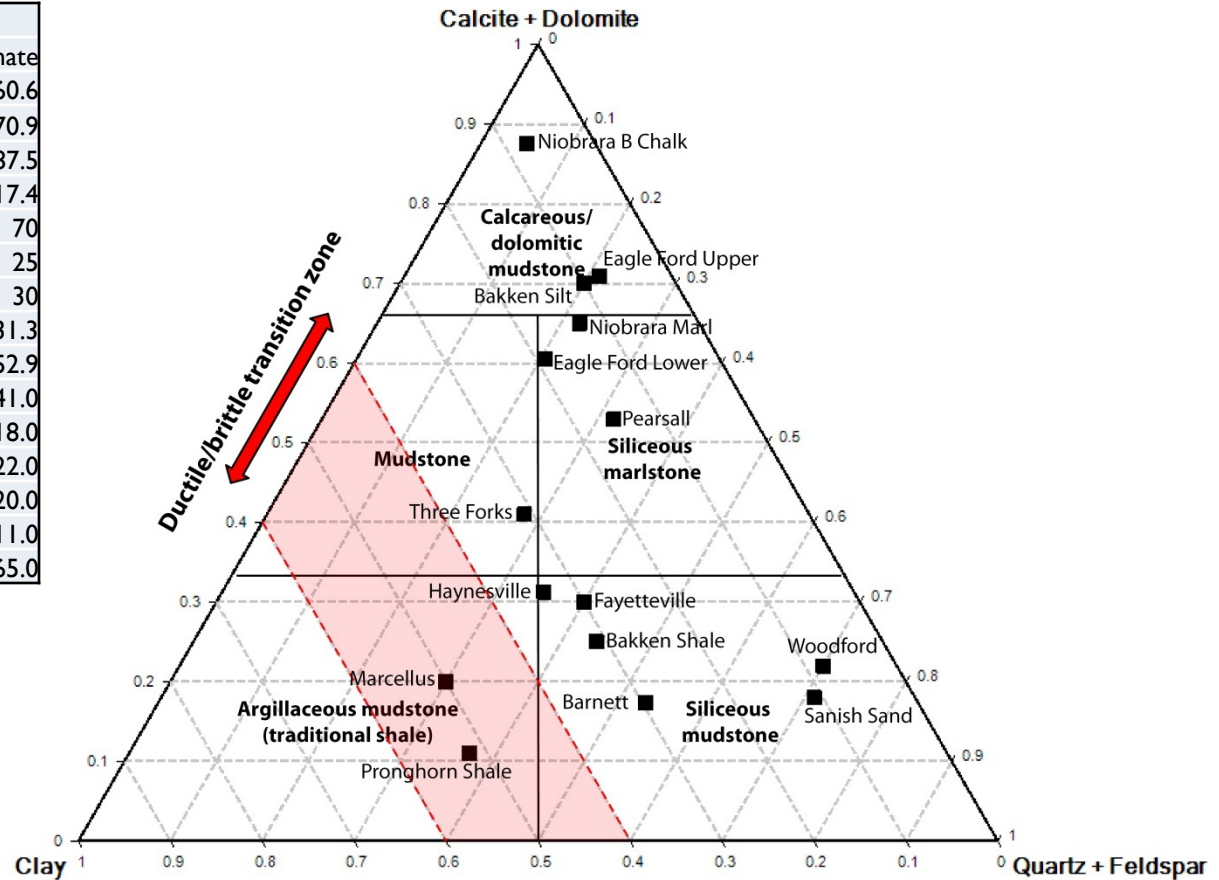 nate
60.6
70.9
87.5
17.4
70
25
30
31.3
52.9
41.0
18.0
22.0
20.0
11.0
65.0
Calcite + Dolomite
1
0
0.9
0.1
Niobrara B Chalk
0.8
0.2
Calcareous/
dolomitic
mudstone
Eagle Ford Upper
0.7
0.3
Bakken Silt
Niobrara Marl
Ductile/brittle transition zone
0.6
Eagle Ford Lower
0.4
Pearsall
0.5
Mudstone
Siliceous
marlstone
0.5
0.4
Three Forks
0.6
Haynesville
0.3
Fayetteville
0.7
Bakken Shale
Woodford
0.2
Marcellus
0.8
Argillaceous mudstone
(traditional shale)
Barnett
Siliceous
mudstone
Sanish Sand
0.1
Pronghorn Shale
0.9
0
1
Clay
1
0.9
0.8
0.7
0.6
0.5
0.4
0.3
0.2
0.1
0
Quartz + Feldspar